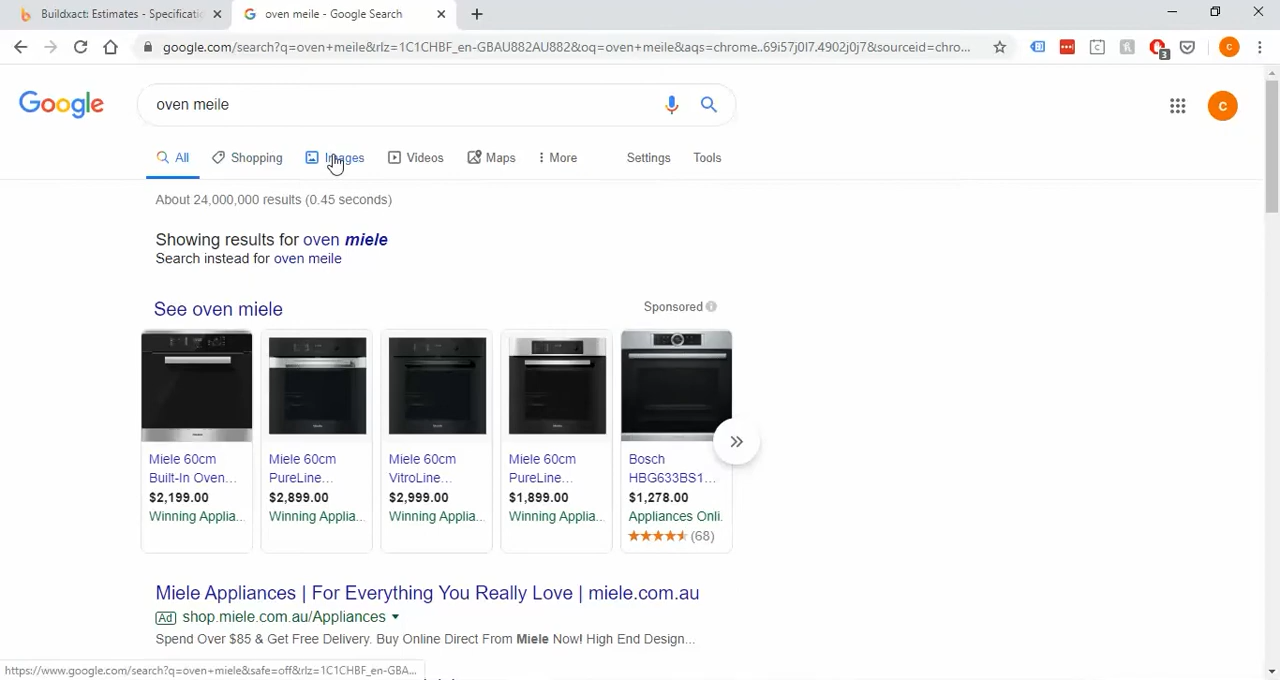 Buildxact: Estimates - Specificatio
oven meile - Google Search
google.com/search?q=oven+meile&rlz=1C1CHBF_en-GBAU882AU882&oq=oven+meile&aqs=chrome..69i57j0l7.4902j0j7&sourceid=chro...
3
C
Google
oven meile
C
All
Shopping
Images
Videos
Maps
More
Settings
Tools
About 24,000,000 results (0.45 seconds)
Showing results for oven miele
Search instead for oven meile
See oven miele
Sponsored
Miele 60cm
Built-In Oven...
$2,199.00
Winning Applia...
Miele 60cm
PureLine...
$2,899.00
Winning Applia...
Miele 60cm
VitroLine...
$2,999.00
Winning Applia...
Miele 60cm
PureLine...
$1,899.00
Winning Applia...
Bosch
HBG633BS1...
$1,278.00
Appliances Onli.
(68)
Miele Appliances | For Everything You Really Love | miele.com.au
Ad shop.miele.com.au/Appliances
Spend Over $85 & Get Free Delivery. Buy Online Direct From Miele Now! High End Design...
https://www.google.com/search?q=oven+miele&safe=off&rlz=1C1CHBF_en-GBA...